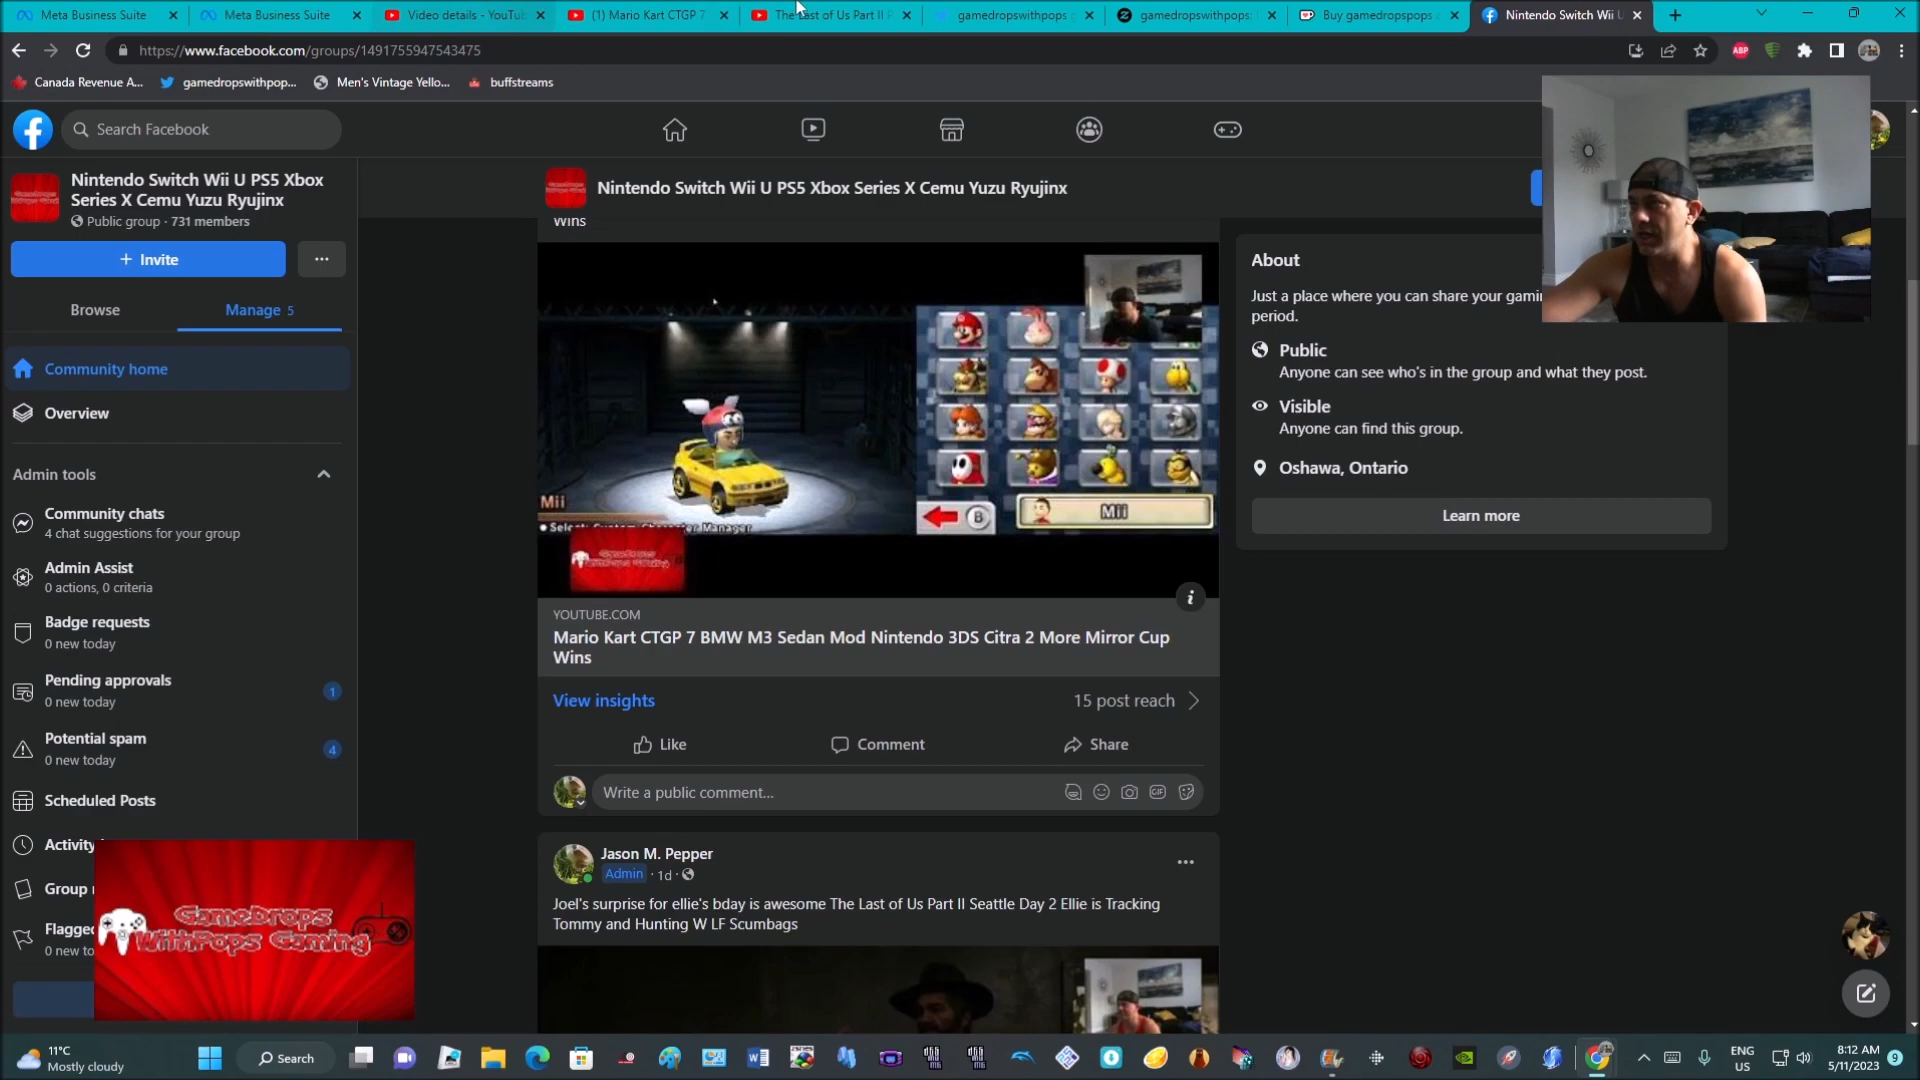 Meta Business Suite
Meta Business Suite
Video details - YouTu
(1) Mario Kart CTGP 7
The Last of Us Part II P
gamedropswithpops g
gamedropswithpops:
Buy gamedropspops a
Nintendo Switch Wii U
https://www.facebook.com/groups/1491755947543475
ABP
Canada Revenue A...
gamedropswithpop...
Men's Vintage Yello...
buffstreams
Search Facebook
Nintendo Switch Wii U PS5 Xbox
Series X Cemu Yuzu Ryujinx
Public group · 731 members
+ Invite
Browse
Manage 5
Community home
Overview
Admin tools
Community chats
4 chat suggestions for your group
Admin Assist
0 actions, 0 criteria
Badge requests
0 new today
Pending approvals
0 new today
1
Potential spam
0 new today
4
Scheduled Posts
Activity
Group
Flagged
0 new to
GameDrops
WithPops Gaming
Nintendo Switch Wii U PS5 Xbox Series X Cemu Yuzu Ryujinx
Wins
Mii
Select: Custom Character Manager
B
Mii
GameDrops
WithPops Gaming
YOUTUBE.COM
Mario Kart CTGP 7 BMW M3 Sedan Mod Nintendo 3DS Citra 2 More Mirror Cup
Wins
View insights
15 post reach
Like
Comment
Share
Write a public comment...
GIF
Jason M. Pepper
Admin · 1d ·
Joel's surprise for ellie's bday is awesome The Last of Us Part II Seattle Day 2 Ellie is Tracking
Tommy and Hunting W LF Scumbags
About
Just a place where you can share your gami
period.
Public
Anyone can see who's in the group and what they post.
Visible
Anyone can find this group.
Oshawa, Ontario
Learn more
11°C
Mostly cloudy
Search
ENG
US
8:12 AM
5/11/2023
9